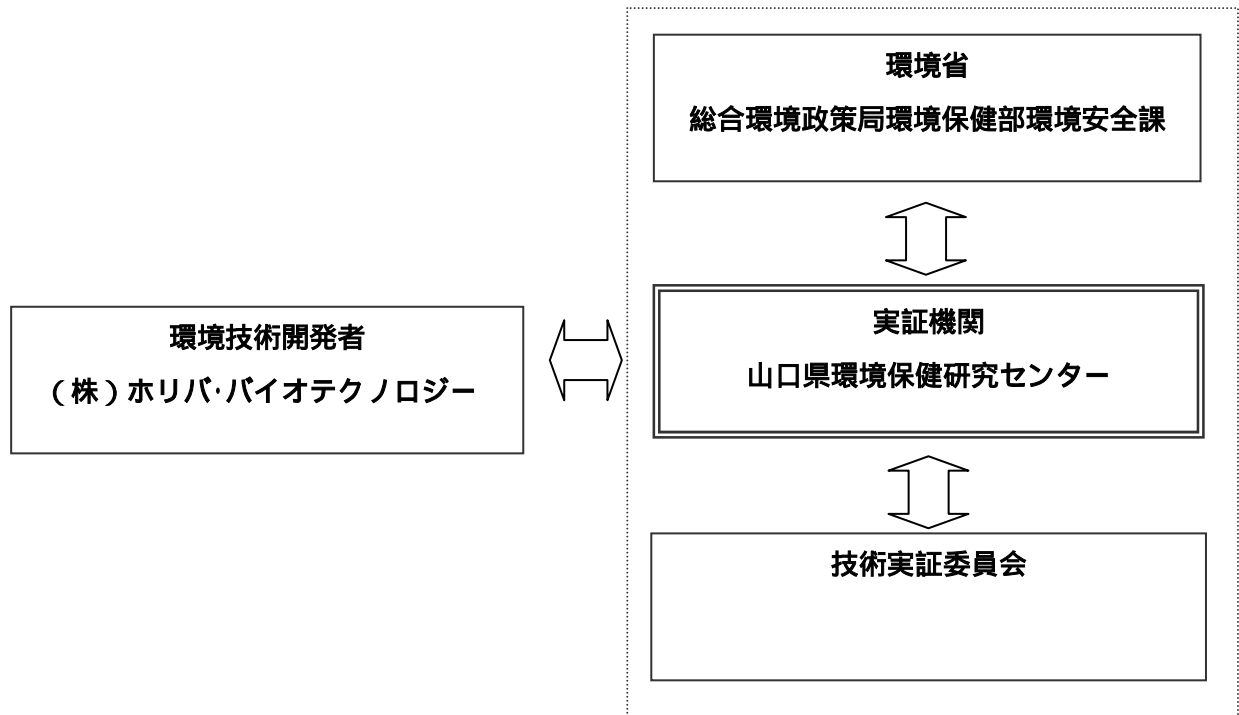 環境省
総合環境政策局環境保健部環境安全課
環境技術開発者
（株）ホリバ･バイオテクノロジー
実証機関
山口県環境保健研究センター
技術実証委員会